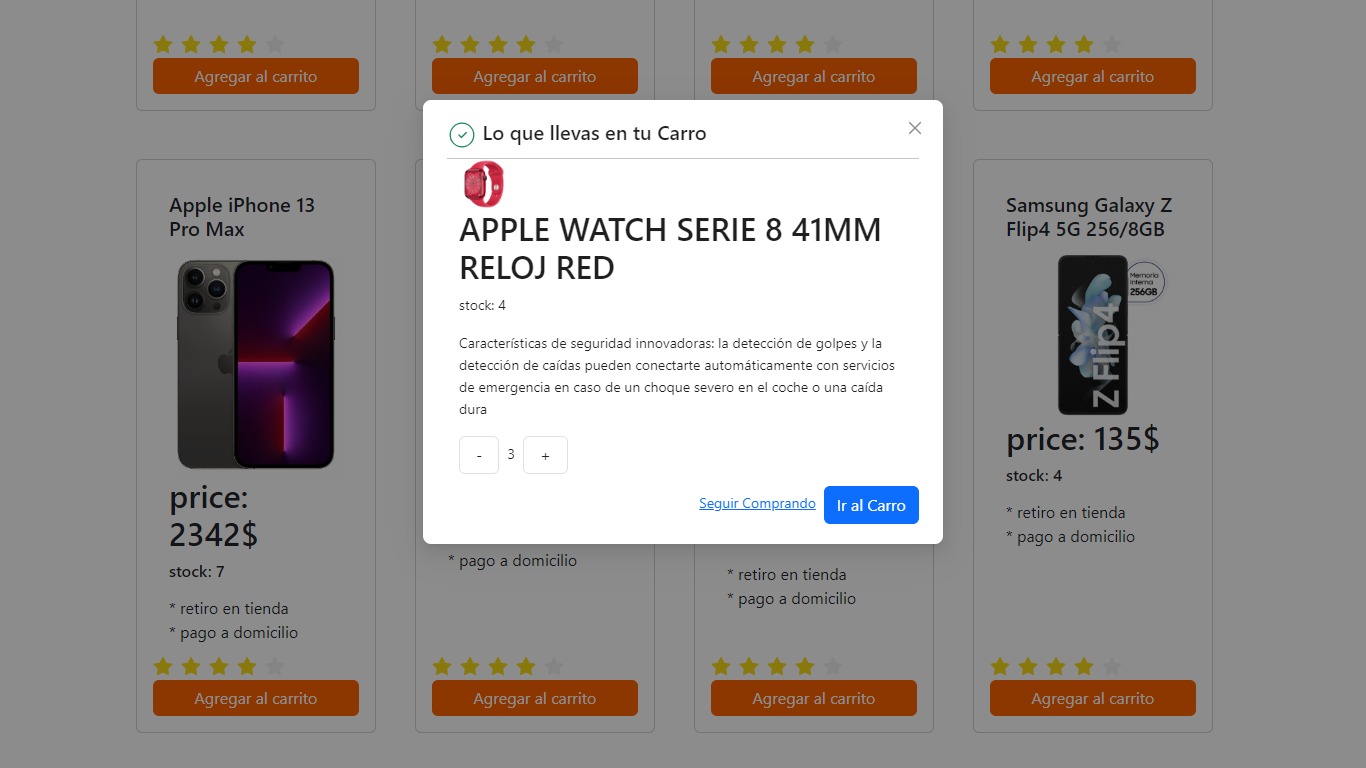 Agregar al carrito
Agregar al carrito
Agregar al carrito
Agregar al carrito
Lo que llevas en tu Carro
APPLE WATCH SERIE 8 41MM
RELOJ RED
stock: 4
Características de seguridad innovadoras: la detección de golpes y la
detección de caídas pueden conectarte automáticamente con servicios
de emergencia en caso de un choque severo en el coche o una caída
dura
- 3 +
Seguir Comprando
Ir al Carro
Apple iPhone 13
Pro Max
price:
2342$
stock: 7
* retiro en tienda
* pago a domicilio
Agregar al carrito
* pago a domicilio
Agregar al carrito
* retiro en tienda
* pago a domicilio
Agregar al carrito
Samsung Galaxy Z
Flip4 5G 256/8GB
Memoria
Interna
256GB
Z Flip4
price: 135$
stock: 4
* retiro en tienda
* pago a domicilio
Agregar al carrito